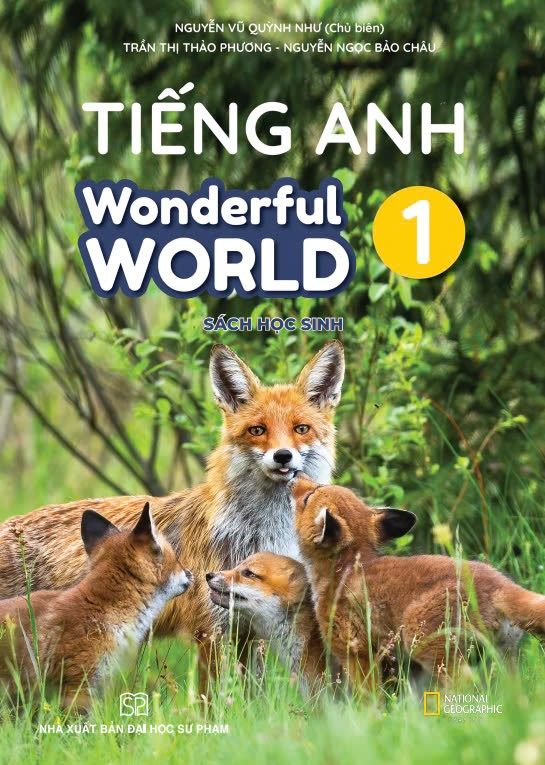 NGUYỄN VŨ QUỲNH NHƯ (Chủ biên)
TRẦN THỊ THẢO PHƯƠNG - NGUYỄN NGỌC BẢO CHÂU
TIẾNG ANH
Wonderful
WORLD
1
SÁCH HỌC SINH
SP
NHÀ XUẤT BẢN ĐẠI HỌC SƯ PHẠM
NATIONAL
GEOGRAPHIC